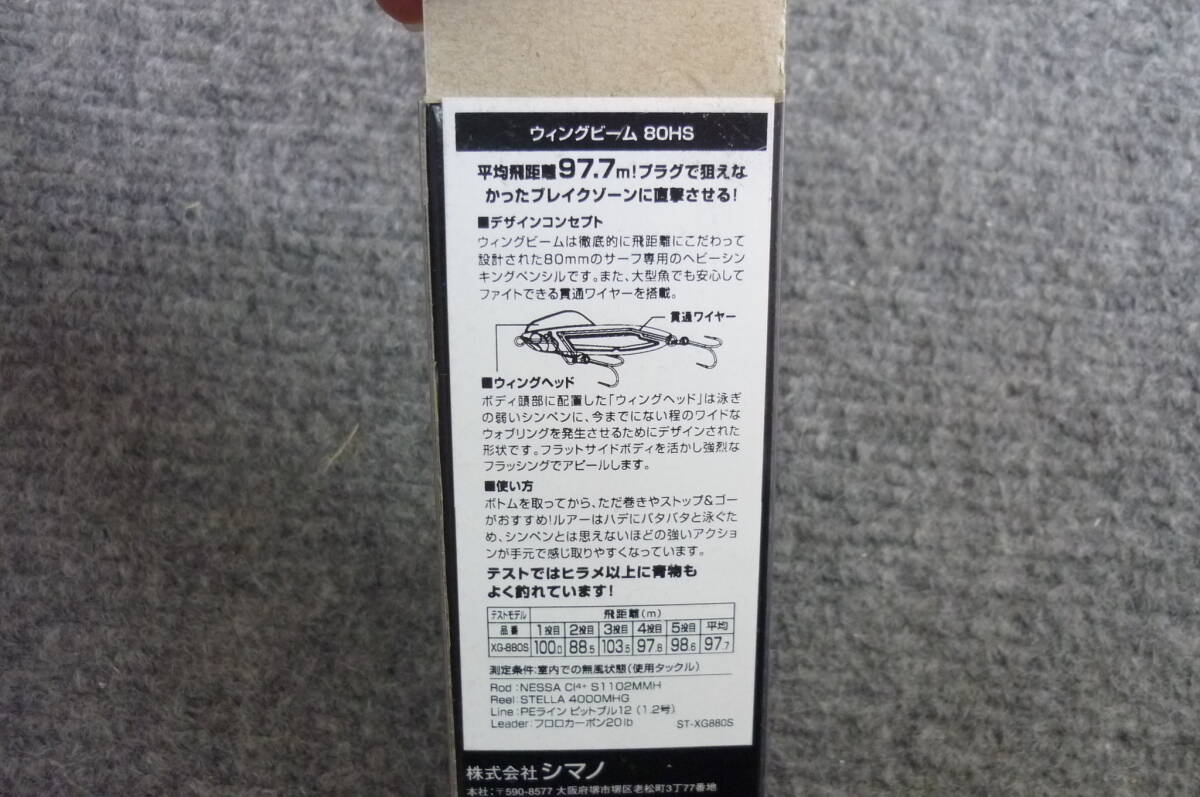 ウィングビーム 80HS
平均飛距離97.7m!プラグで狙えな
かったブレイクゾーンに直撃させる!
■デザインコンセプト
ウィングビームは徹底的に飛距離にこだわって
設計された80mmのサーフ専用のヘビーシン
キングペンシルです。また、大型魚でも安心して
ファイトできる貫通ワイヤーを搭載。
貫通ワイヤー
■ウィングヘッド
ボディ頭部に配置した「ウィングヘッド」は泳ぎ
の弱いシンペンに、今までにない程のワイドな
ウォブリングを発生させるためにデザインされた
形状です。フラットサイドボディを活かし強烈な
フラッシングでアピールします。
■使い方
ボトムを取ってから、ただ巻きやストップ&ゴー
がおすすめ!ルアーはハデにバタバタと泳ぐた
め、シンペンとは思えないほどの強いアクショ
ンが手元で感じ取りやすくなっています。
テストではヒラメ以上に青物も
よく釣れています!
テストモデル 飛距離(m)
品番 1投目 2投目 3投目 4投目 5投目 平均
XG-880S 100.0 88.5 103.5 97.8 98.6 97.7
測定条件:室内での無風状態(使用タックル)
Rod :NESSA CI4+ S1102MMH
Reel:STELLA 4000MHG
Line :PEライン ピットブル12 (1.2号)
Leader:フロロカーボン20lb ST-XG880S
株式会社シマノ
本社:〒590-8577 大阪府堺市堺区老松町3丁77番地